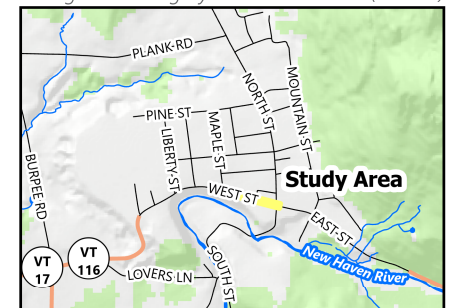 PLANK-RD
NORTH-ST
MOUNTAIN-ST
PINE-ST
LIBERTY-ST
MAPLE-ST
BURPEE RD
WEST ST
Study Area
EAST-ST
New Haven River
SOUTH-ST
VT
116
VT
17
LOVERS LN